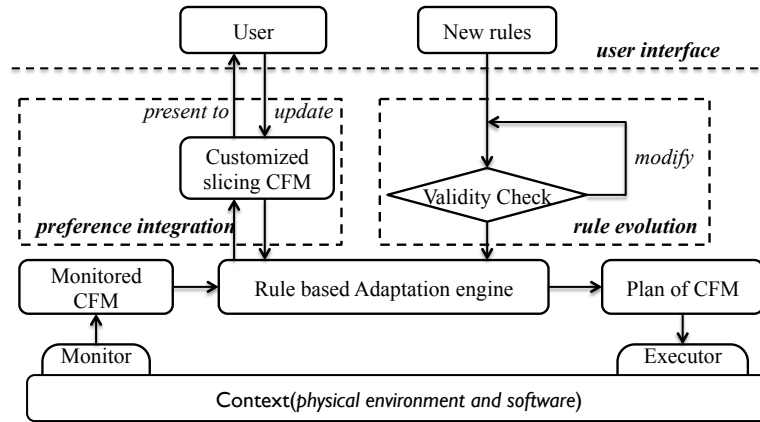 User
New rules
user interface
present to
update
Customized
slicing CFM
modify
Validity Check
preference integration
rule evolution
Monitored
CFM
Rule based Adaptation engine
Plan of CFM
Monitor
Executor
Context(physical environment and software)